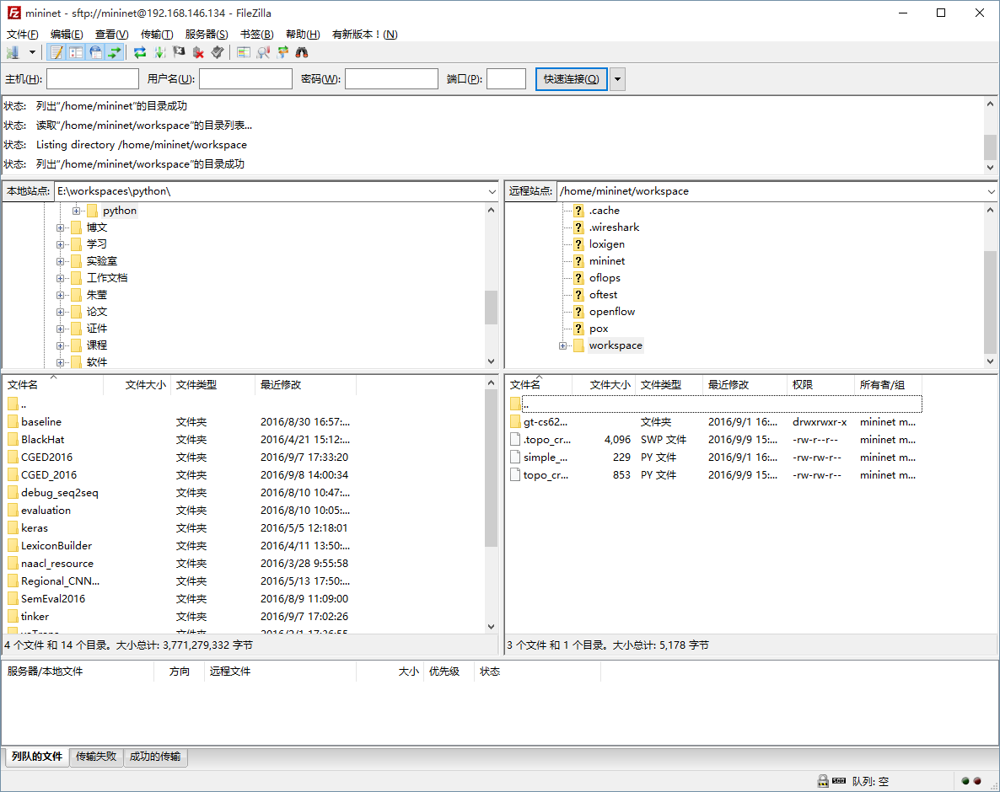 mininet - sftp://mininet@192.168.146.134 - FileZilla
文件(F) 编辑(E) 查看(V) 传输(T) 服务器(S) 书签(B) 帮助(H) 有新版本！(N)
主机(H): 用户名(U): 密码(W): 端口(P): 快速连接(Q)
状态: 列出"/home/mininet"的目录成功
状态: 读取"/home/mininet/workspace"的目录列表...
状态: Listing directory /home/mininet/workspace
状态: 列出"/home/mininet/workspace"的目录成功
本地站点: E:\workspaces\python\
python
博文
学习
实验室
工作文档
朱莹
论文
证件
课程
软件
远程站点: /home/mininet/workspace
.cache
.wireshark
loxigen
mininet
oflops
oftest
openflow
pox
workspace
文件名 文件大小 文件类型 最近修改
..
baseline 文件夹 2016/8/30 16:57:...
BlackHat 文件夹 2016/4/21 15:12:...
CGED2016 文件夹 2016/9/7 17:33:20
CGED_2016 文件夹 2016/9/8 14:00:34
debug_seq2seq 文件夹 2016/8/10 10:47:...
evaluation 文件夹 2016/8/10 10:05:...
keras 文件夹 2016/5/5 12:18:01
LexiconBuilder 文件夹 2016/4/11 13:50:...
naacl_resource 文件夹 2016/3/28 9:55:58
Regional_CNN... 文件夹 2016/5/13 17:50:...
SemEval2016 文件夹 2016/8/9 11:09:00
tinker 文件夹 2016/9/7 17:02:26
4 个文件 和 14 个目录。大小总计: 3,771,279,332 字节
文件名 文件大小 文件类型 最近修改 权限 所有者/组
..
gt-cs62... 文件夹 2016/9/1 16:... drwxrwxr-x mininet m...
.topo_cr... 4,096 SWP 文件 2016/9/9 15:... -rw-r--r-- mininet m...
simple_... 229 PY 文件 2016/9/1 16:... -rw-rw-r-- mininet m...
topo_cr... 853 PY 文件 2016/9/9 15:... -rw-rw-r-- mininet m...
3 个文件 和 1 个目录。大小总计: 5,178 字节
服务器/本地文件 方向 远程文件 大小 优先级 状态
列队的文件 传输失败 成功的传输
队列: 空